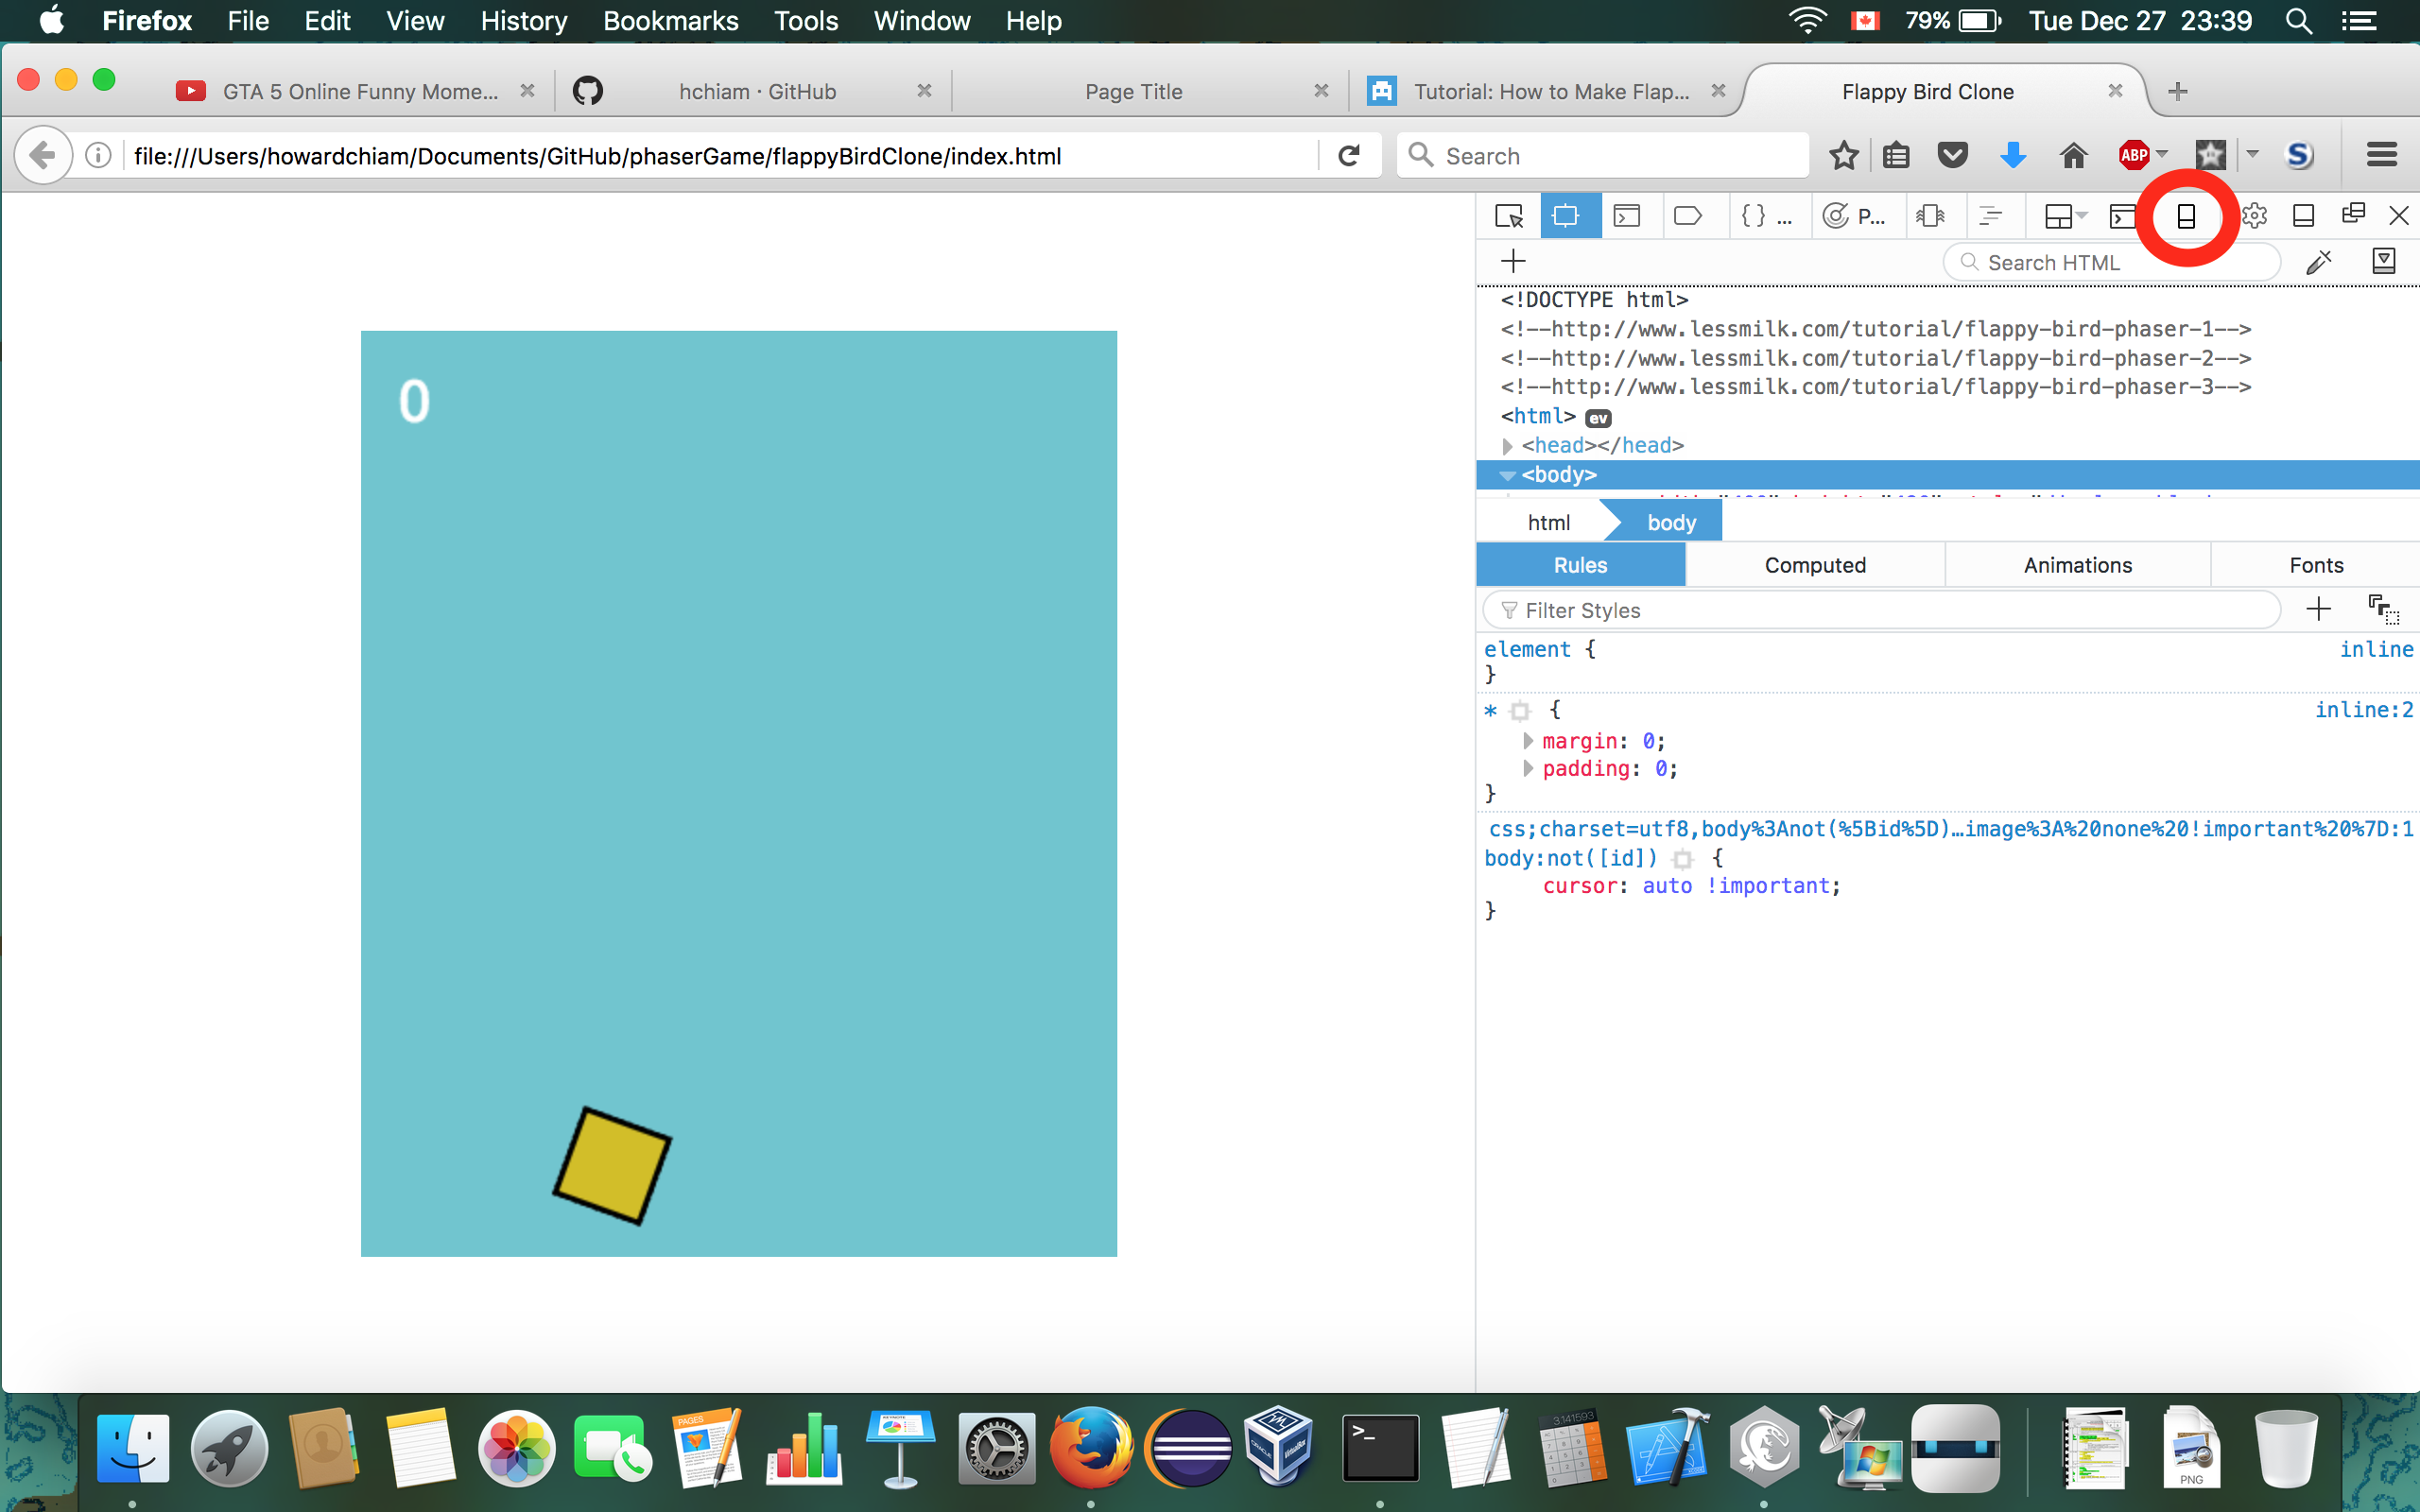 Firefox File Edit View History Bookmarks Tools Window Help 79% Tue Dec 27 23:39
GTA 5 Online Funny Mome... hchiam · GitHub Page Title Tutorial: How to Make Flap... Flappy Bird Clone
file:///Users/howardchiam/Documents/GitHub/phaserGame/flappyBirdClone/index.html Search ABP S
{} ... P...
Search HTML
<!DOCTYPE html>
<!--http://www.lessmilk.com/tutorial/flappy-bird-phaser-1-->
<!--http://www.lessmilk.com/tutorial/flappy-bird-phaser-2-->
<!--http://www.lessmilk.com/tutorial/flappy-bird-phaser-3-->
<html> ev
<head></head>
<body>
html body
Rules Computed Animations Fonts
Filter Styles
element { inline
}
* { inline:2
margin: 0;
padding: 0;
}
css;charset=utf8,body%3Anot(%5Bid%5D)…image%3A%20none%20!important%20%7D:1
body:not([id]) {
cursor: auto !important;
}
0
PAGES
KEYNOTE
>_
3.141593
PNG